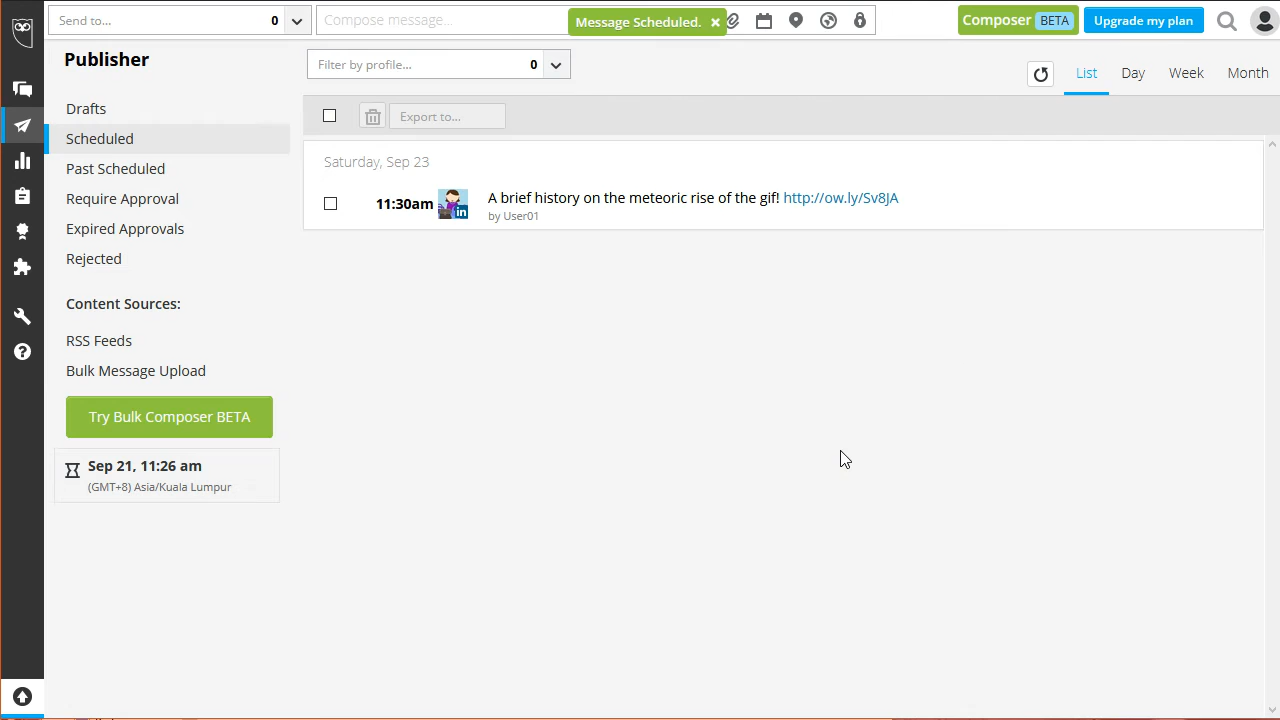 Send to... 0
Compose message...
Message Scheduled. ×
Composer BETA
Upgrade my plan
Publisher
Filter by profile... 0
List Day Week Month
Drafts
Scheduled
Past Scheduled
Require Approval
Expired Approvals
Rejected
Content Sources:
RSS Feeds
Bulk Message Upload
Try Bulk Composer BETA
Sep 21, 11:26 am
(GMT+8) Asia/Kuala Lumpur
Export to...
Saturday, Sep 23
11:30am in A brief history on the meteoric rise of the gif! http://ow.ly/Sv8JA
by User01